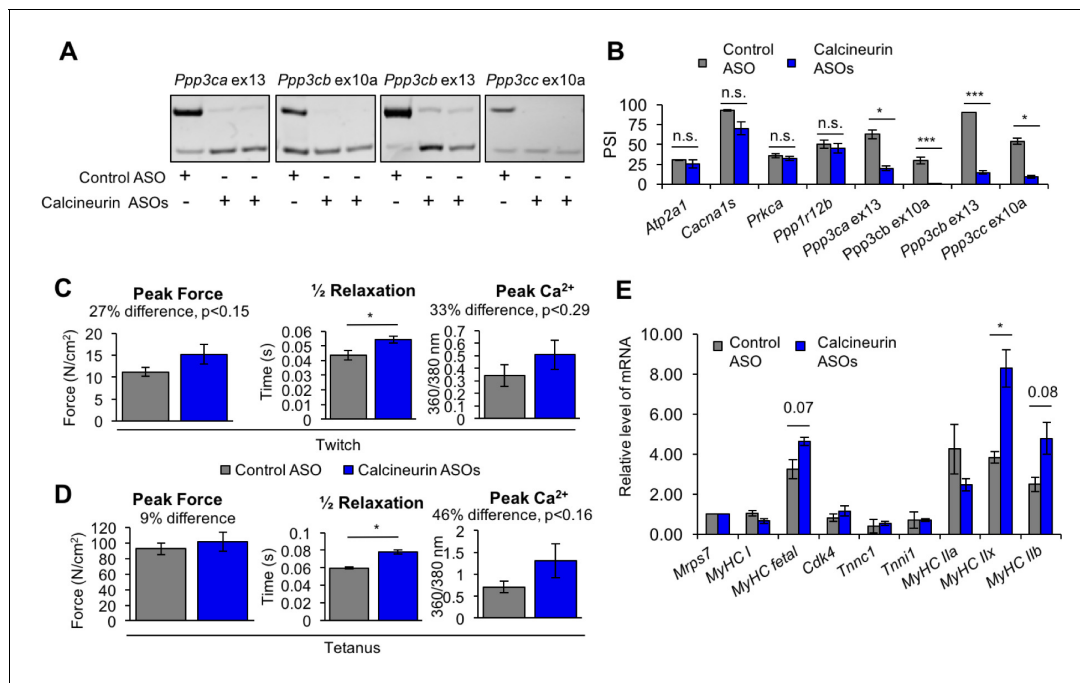 A
Ppp3ca ex13 Ppp3cb ex10a Ppp3cb ex13 Ppp3cc ex10a
Control ASO + - - + - - + - - + - -
Calcineurin ASOs - + + - + + - + + - + +
B
Control ASO
Calcineurin ASOs
PSI
100
75
50
25
0
n.s. n.s. n.s. n.s. * *** *** *
Atp2a1
Cacna1s
Prkca
Ppp1r12b
Ppp3ca ex13
Ppp3cb ex10a
Ppp3cb ex13
Ppp3cc ex10a
C
Peak Force
27% difference, p<0.15
Force (N/cm²)
20
15
10
5
0
½ Relaxation
*
Time (s)
0.06
0.05
0.04
0.03
0.02
0.01
0
Peak Ca²⁺
33% difference, p<0.29
360/380 nm
0.7
0.6
0.5
0.4
0.3
0.2
0.1
0
Twitch
Control ASO Calcineurin ASOs
D
Peak Force
9% difference
Force (N/cm²)
120
100
80
60
40
20
0
½ Relaxation
*
Time (s)
0.1
0.08
0.06
0.04
0.02
0
Peak Ca²⁺
46% difference, p<0.16
360/380 nm
2
1.5
1
0.5
0
Tetanus
E
Control ASO
Calcineurin ASOs
Relative level of mRNA
10.00
8.00
6.00
4.00
2.00
0.00
0.07
*
0.08
Mrps7
MyHC I
MyHC fetal
Cdk4
Tnnc1
Tnni1
MyHC IIa
MyHC IIx
MyHC IIb